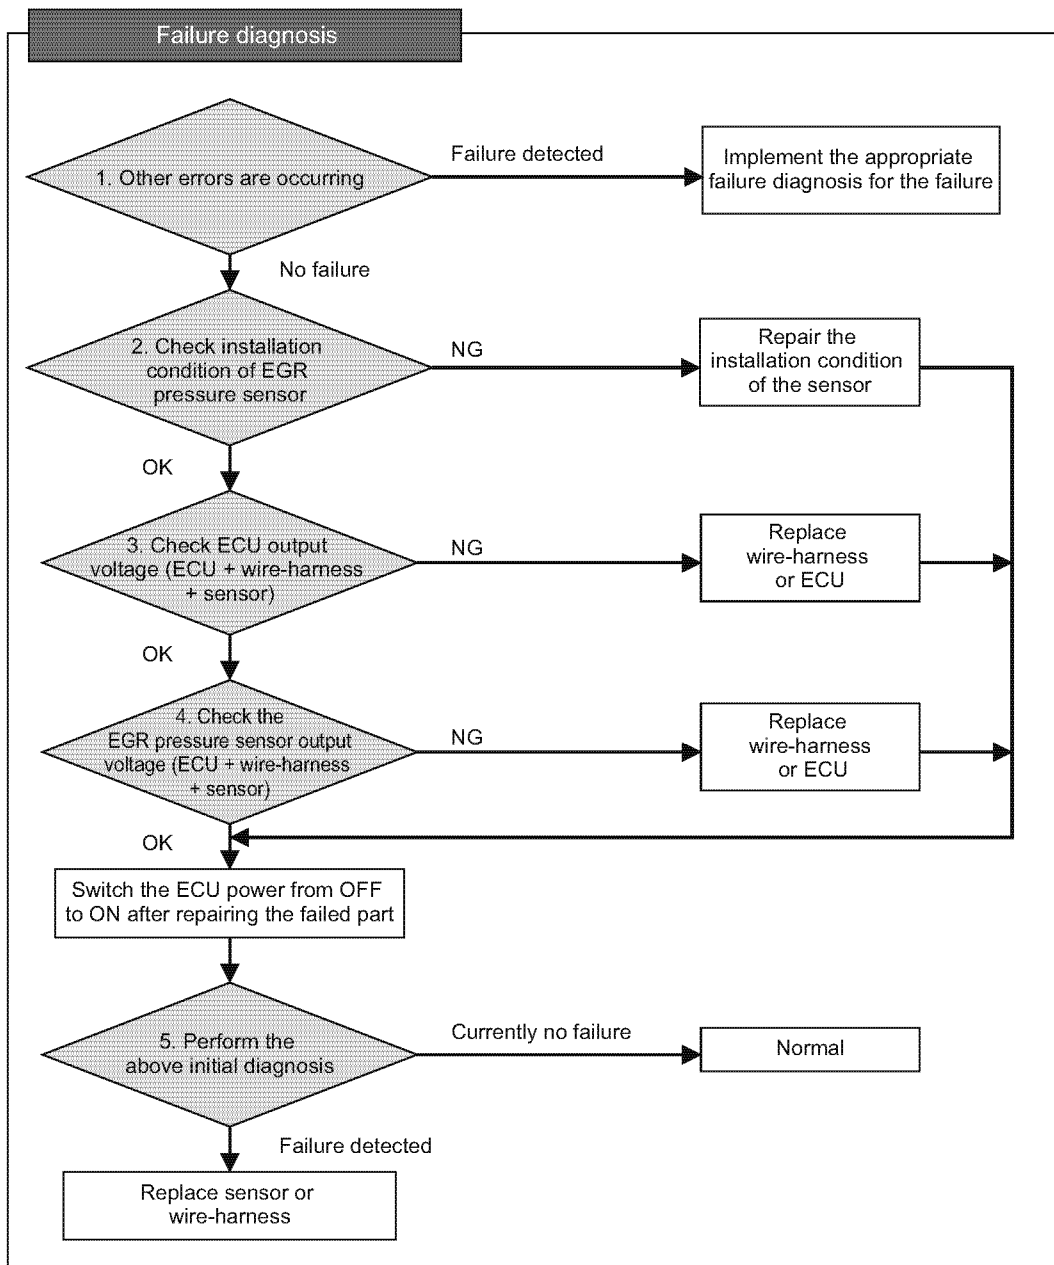 Failure diagnosis
1. Other errors are occurring
Failure detected
Implement the appropriate
failure diagnosis for the failure
No failure
2. Check installation
condition of EGR
pressure sensor
NG
Repair the
installation condition
of the sensor
OK
3. Check ECU output
voltage (ECU + wire-harness
+ sensor)
NG
Replace
wire-harness
or ECU
OK
4. Check the
EGR pressure sensor output
voltage (ECU + wire-harness
+ sensor)
NG
Replace
wire-harness
or ECU
OK
Switch the ECU power from OFF
to ON after repairing the failed part
5. Perform the
above initial diagnosis
Currently no failure
Normal
Failure detected
Replace sensor or
wire-harness